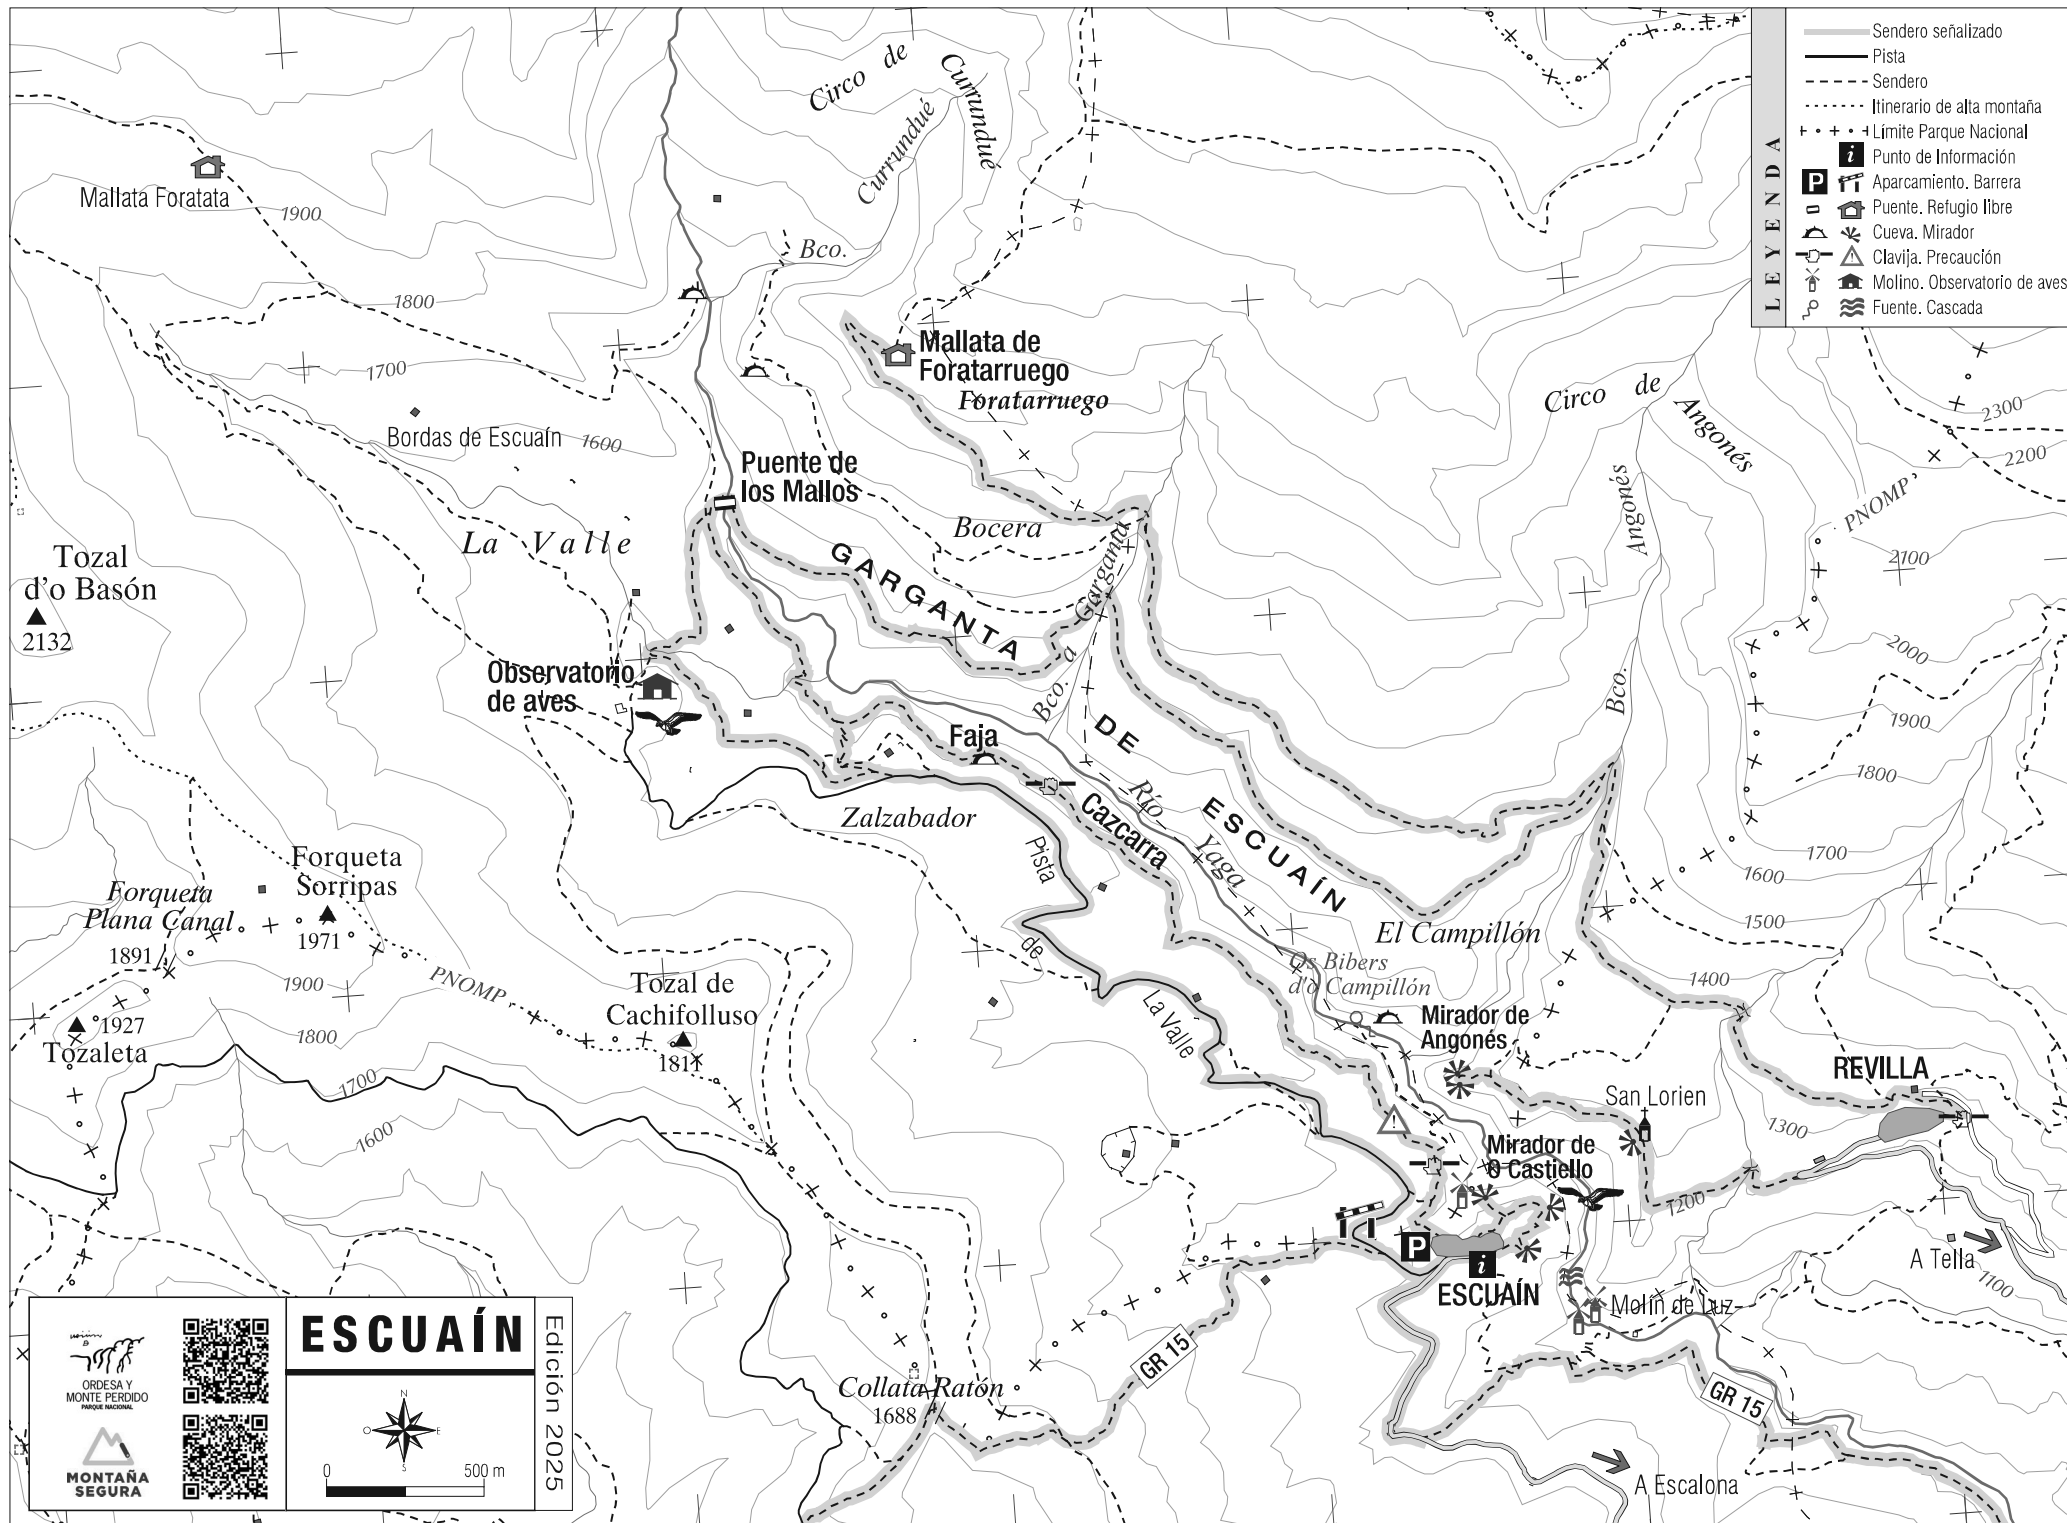 LEYENDA
Sendero señalizado
Pista
Sendero
Itinerario de alta montaña
Límite Parque Nacional
i Punto de Información
P Aparcamiento. Barrera
Puente. Refugio libre
Cueva. Mirador
Clavija. Precaución
Molino. Observatorio de aves
Fuente. Cascada
Circo de
Currundué
Currundué
Bco.
Mallata Foratata
1900
1800
1700
1600
Bordas de Escuaín
Mallata de
Foratarruego
Foratarruego
Circo de
Angonés
Angonés
Bco.
2300
2200
PNOMP
2100
2000
1900
1800
1700
1600
1500
1400
1300
1200
1100
Puente de
los Mallos
La Valle
Bocera
Tozal
d'o Basón
2132
GARGANTA
DE
ESCUAÍN
Bco. a Garganta
Observatorio
de aves
Faja
Cazcarra
Río Yaga
Zalzabador
Pista
de
La Valle
Forqueta
Sorripas
1971
Forqueta
Plana Canal
1891
1927
Tozaleta
1900
1800
1700
1600
PNOMP
Tozal de
Cachifolluso
1811
El Campillón
Os Bibers
d'o Campillón
Mirador de
Angonés
San Lorien
REVILLA
Mirador de
O Castiello
P
i
ESCUAÍN
Molín de Luz
A Tella
GR 15
GR 15
Collata Ratón
1688
A Escalona
ORDESA Y
MONTE PERDIDO
PARQUE NACIONAL
MONTAÑA
SEGURA
ESCUAÍN
N
O E
S
0 500 m
Edición 2025